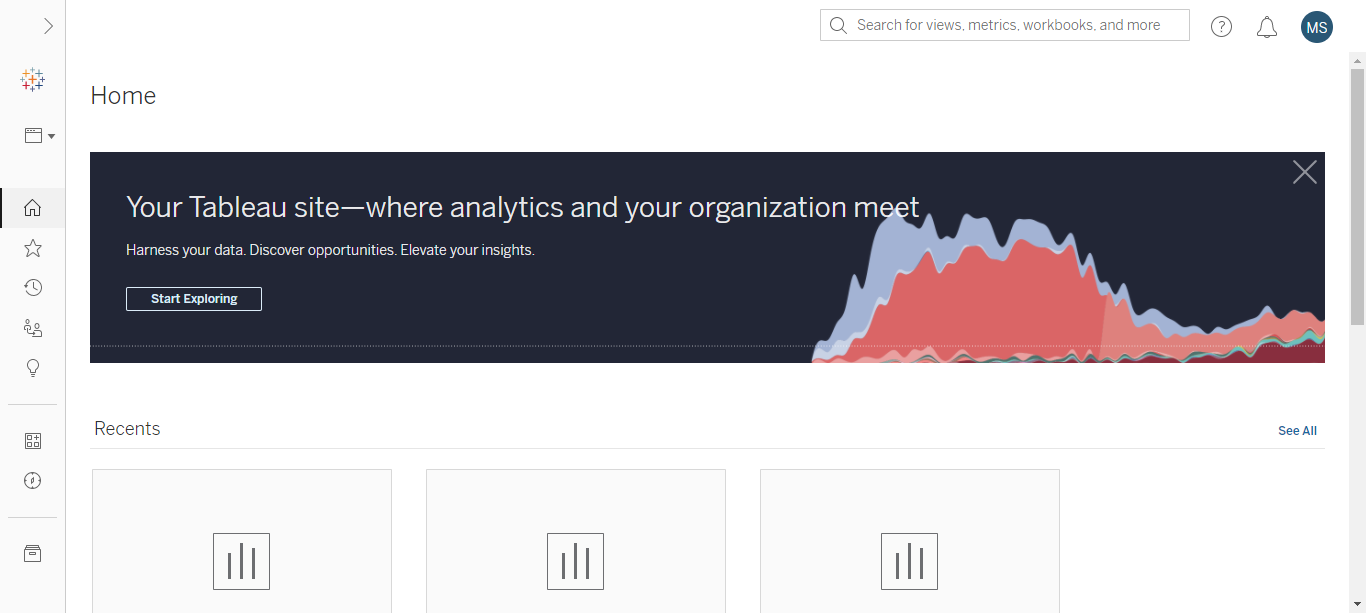 Search for views, metrics, workbooks, and more
?
MS
Home
Your Tableau site—where analytics and your organization meet
Harness your data. Discover opportunities. Elevate your insights.
Start Exploring
Recents
See All